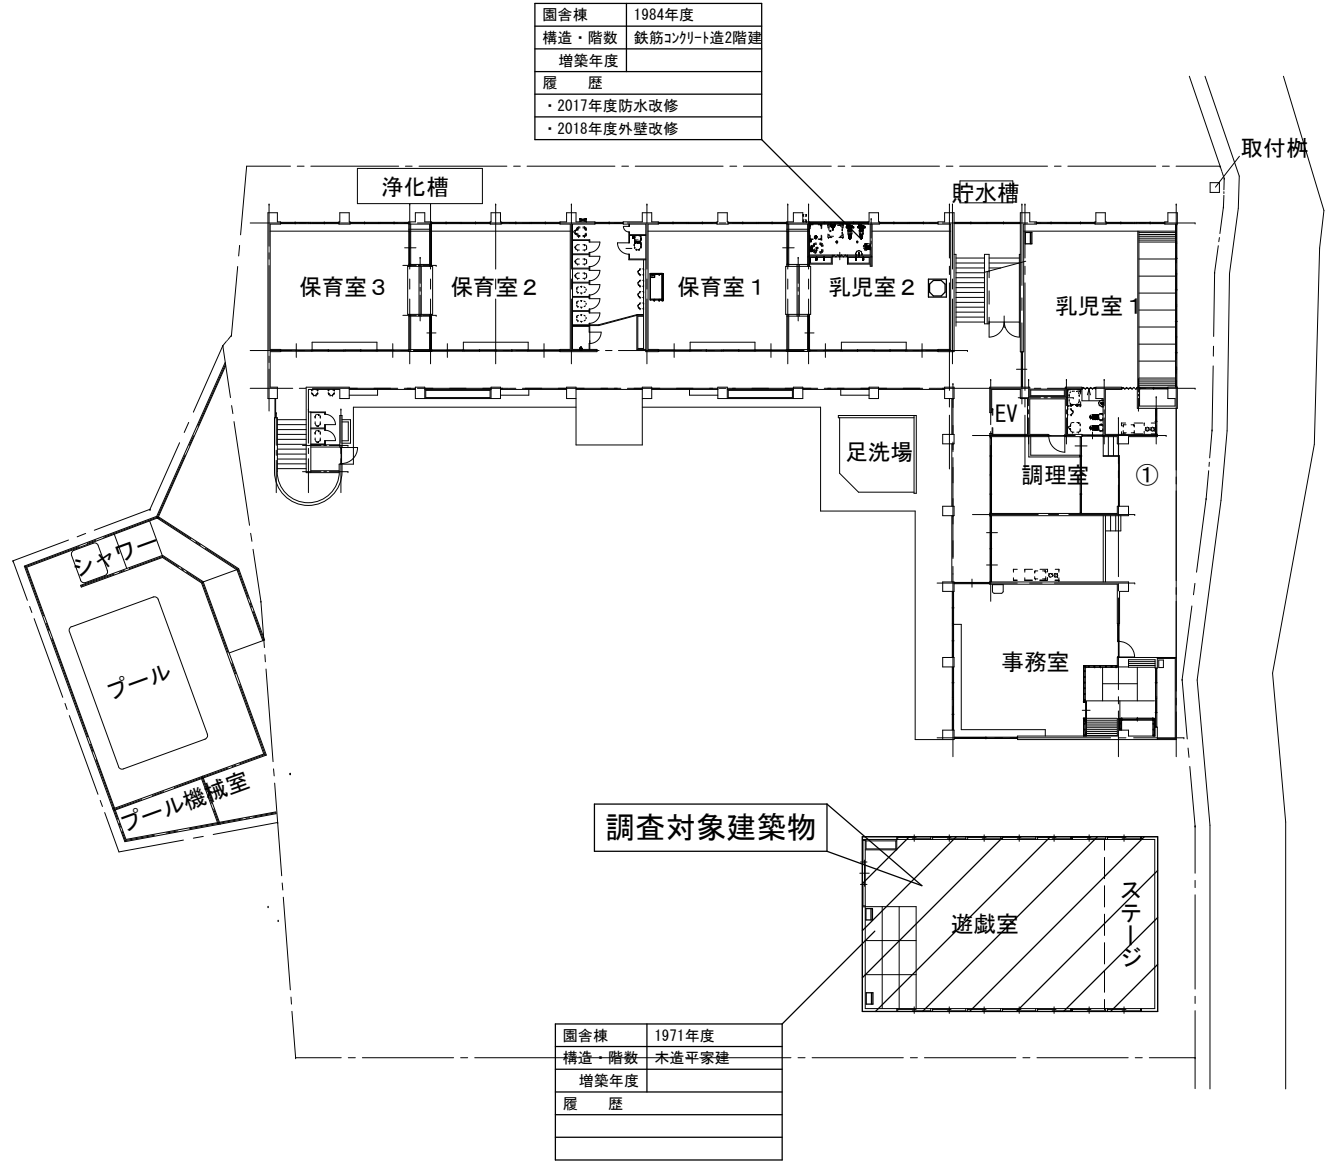 園舎棟 1984年度
構造・階数 鉄筋ｺﾝｸﾘｰﾄ造2階建
増築年度
履 歴
・2017年度防水改修
・2018年度外壁改修
取付桝
浄化槽
貯水槽
保育室３
保育室２
保育室１
乳児室２
乳児室１
EV
足洗場
調理室
①
シャワー
プール
事務室
プール機械室
調査対象建築物
遊戯室
ステージ
園舎棟 1971年度
構造・階数 木造平家建
増築年度
履 歴